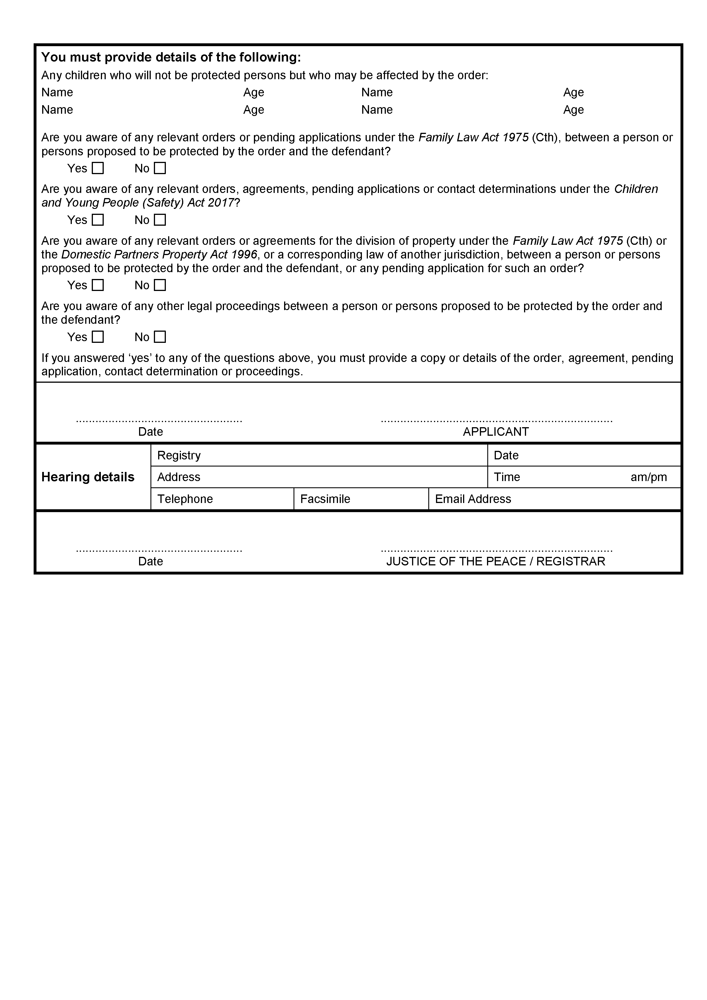 You must provide details of the following:
Any children who will not be protected persons but who may be affected by the order:
Name Age Name Age
Name Age Name Age
Are you aware of any relevant orders or pending applications under the Family Law Act 1975 (Cth), between a person or
persons proposed to be protected by the order and the defendant?
Yes ☐ No ☐
Are you aware of any relevant orders, agreements, pending applications or contact determinations under the Children
and Young People (Safety) Act 2017?
Yes ☐ No ☐
Are you aware of any relevant orders or agreements for the division of property under the Family Law Act 1975 (Cth) or
the Domestic Partners Property Act 1996, or a corresponding law of another jurisdiction, between a person or persons
proposed to be protected by the order and the defendant, or any pending application for such an order?
Yes ☐ No ☐
Are you aware of any other legal proceedings between a person or persons proposed to be protected by the order and
the defendant?
Yes ☐ No ☐
If you answered ‘yes’ to any of the questions above, you must provide a copy or details of the order, agreement, pending
application, contact determination or proceedings.
................................................... .......................................................................
Date APPLICANT
Registry Date
Hearing details Address Time am/pm
Telephone Facsimile Email Address
................................................... .......................................................................
Date JUSTICE OF THE PEACE / REGISTRAR